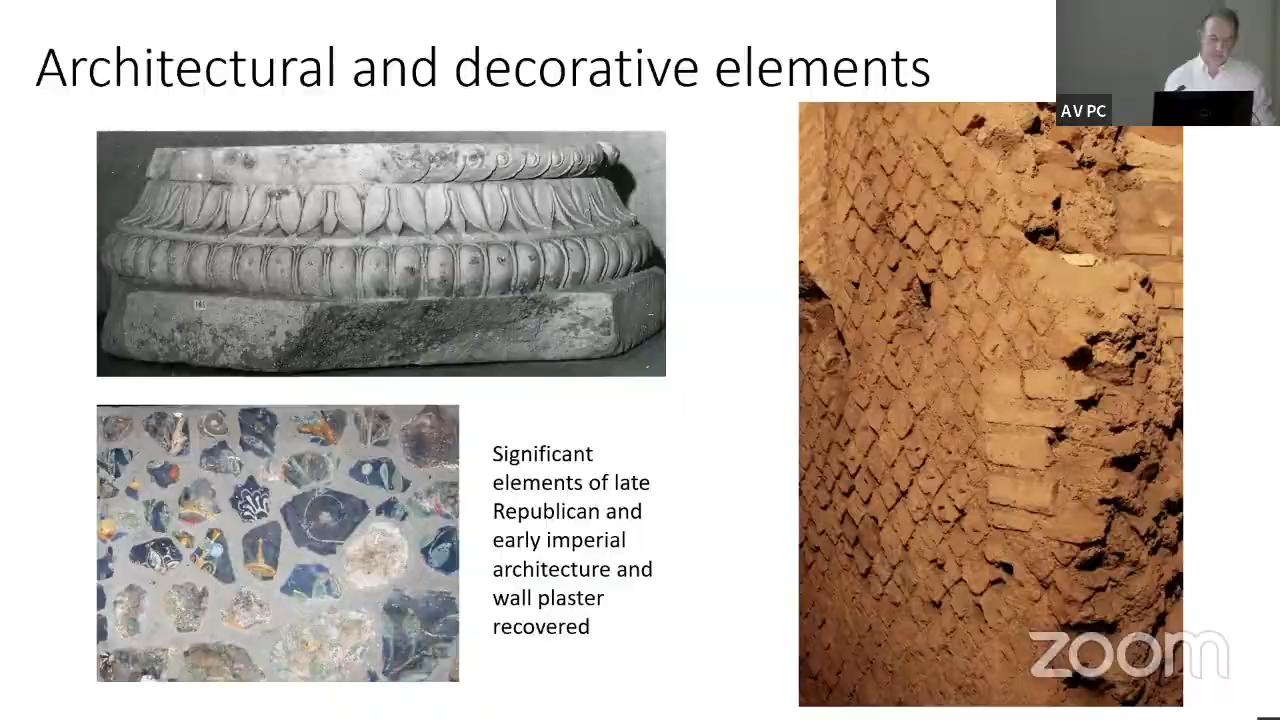 Architectural and decorative elements
AV PC
Significant
elements of late
Republican and
early imperial
architecture and
wall plaster
recovered
zoom